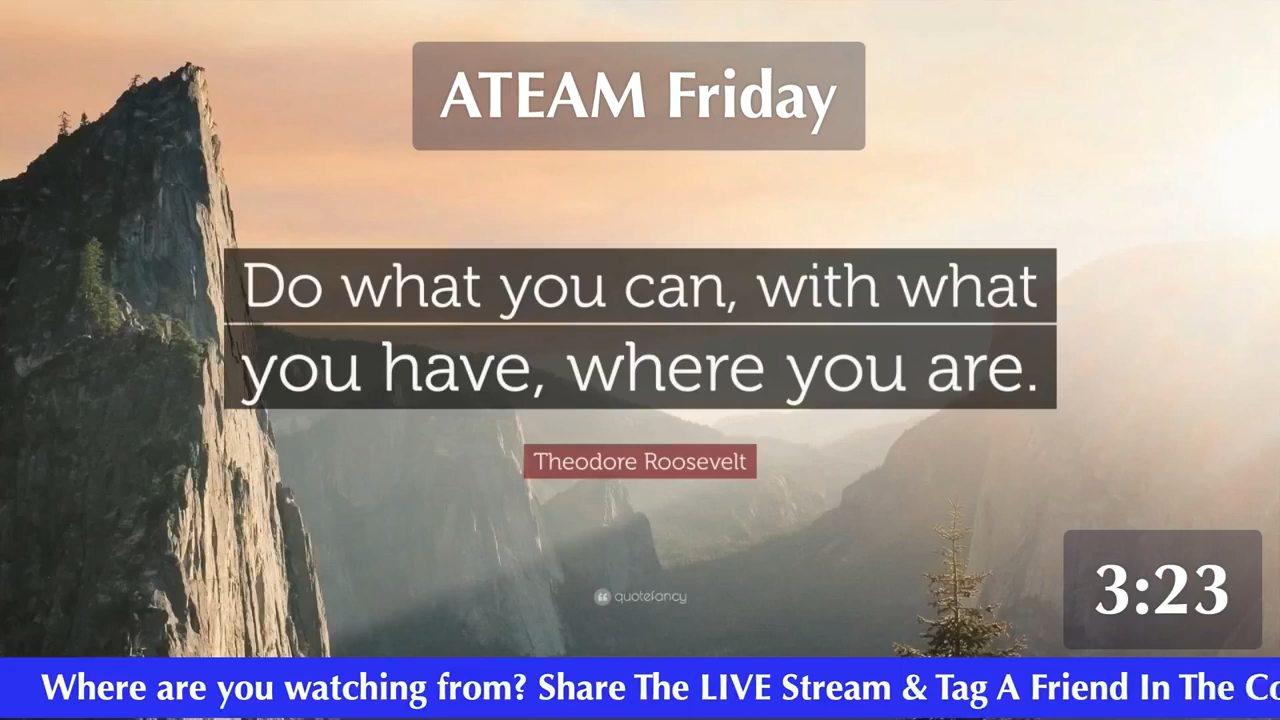 ATEAM Friday
Do what you can, with what
you have, where you are.
Theodore Roosevelt
quotefancy
3:23
Where are you watching from? Share The LIVE Stream & Tag A Friend In The Co